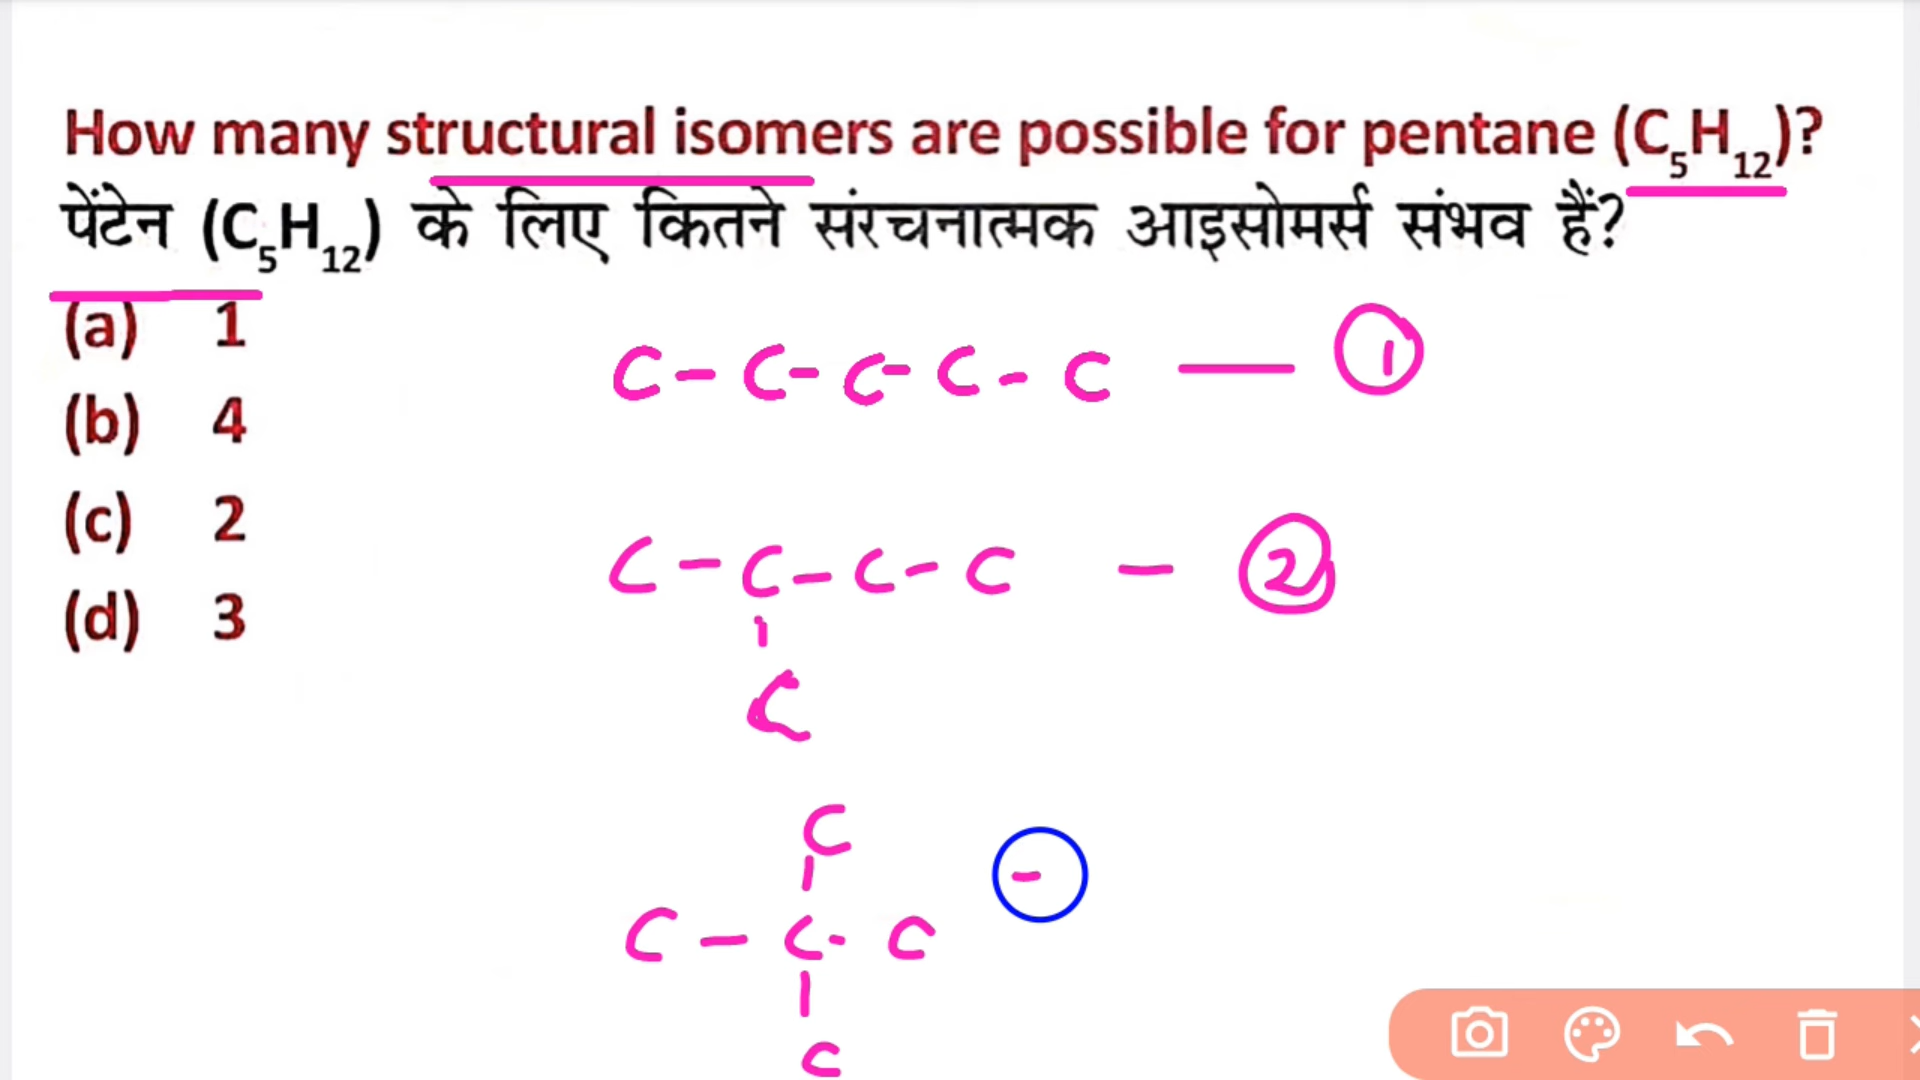 How many structural isomers are possible for pentane (C₅H₁₂)?
पेंटेन (C₅H₁₂) के लिए कितने संरचनात्मक आइसोमर्स संभव हैं?
(a) 1
(b) 4
(c) 2
(d) 3
C - C - C - C - C — 1
C - C - C - C - 2
C
C
C - C - C -
C